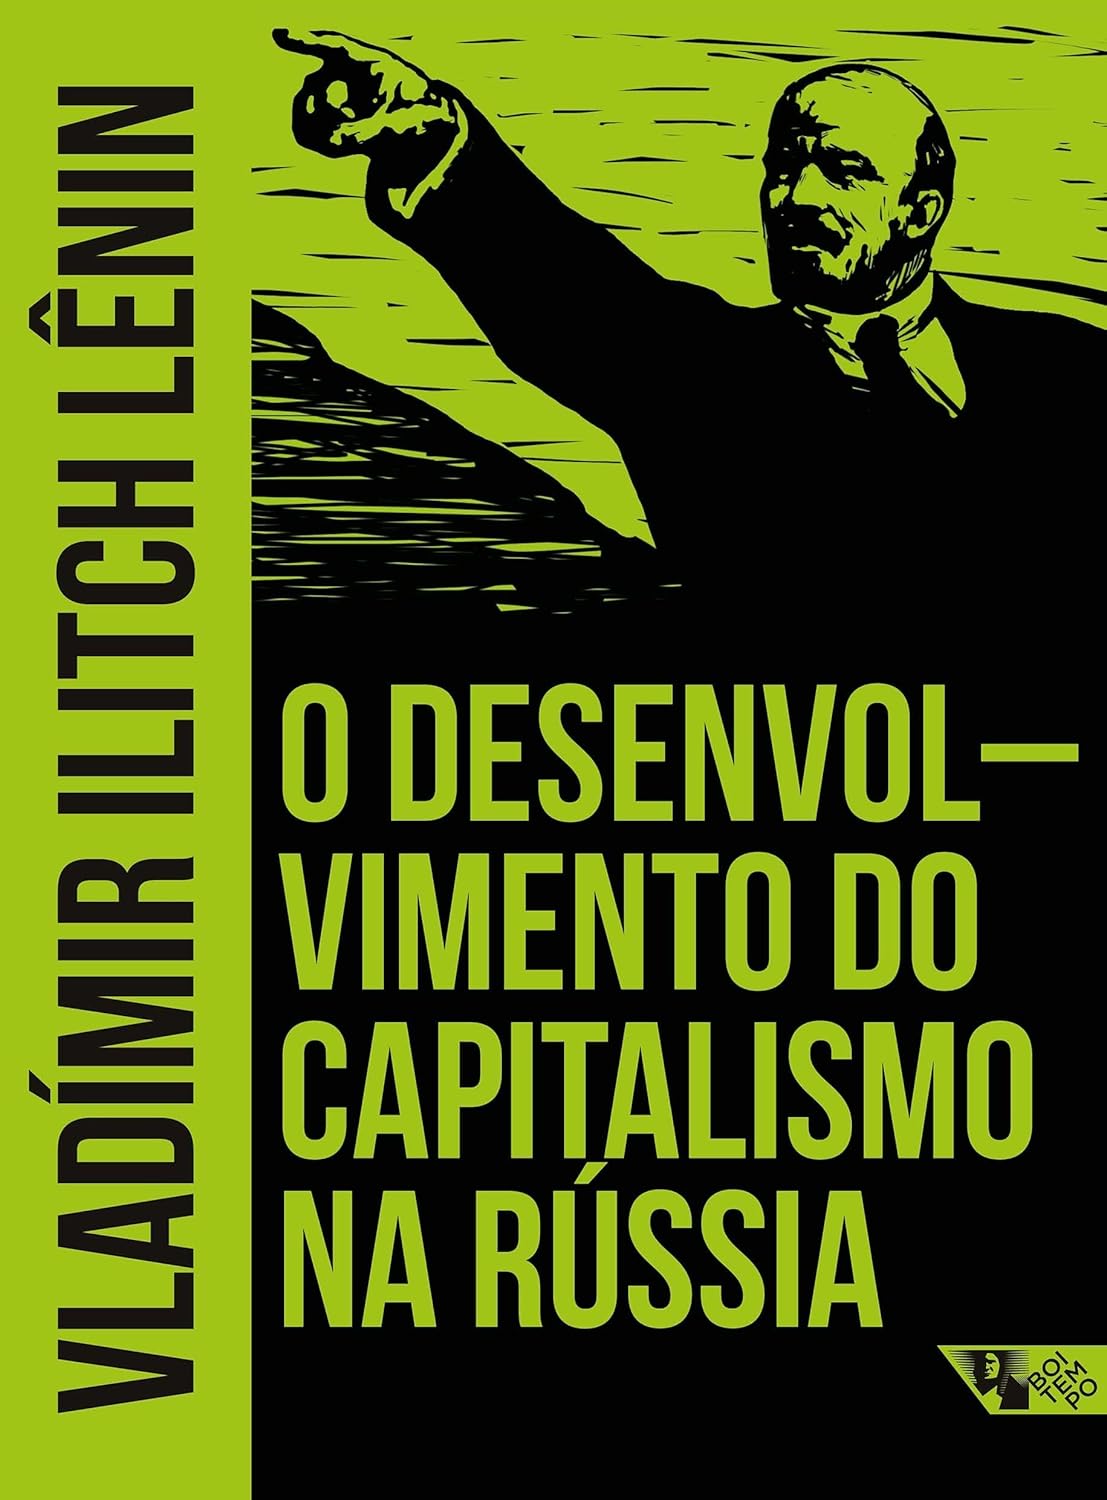 VLADÍMIR ILITCH LÊNIN
O DESENVOL-
VIMENTO DO
CAPITALISMO
NA RÚSSIA
BOI
TEM
PO